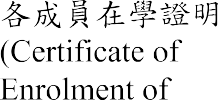 各成員在學證明
(Certificate of
Enrolment of